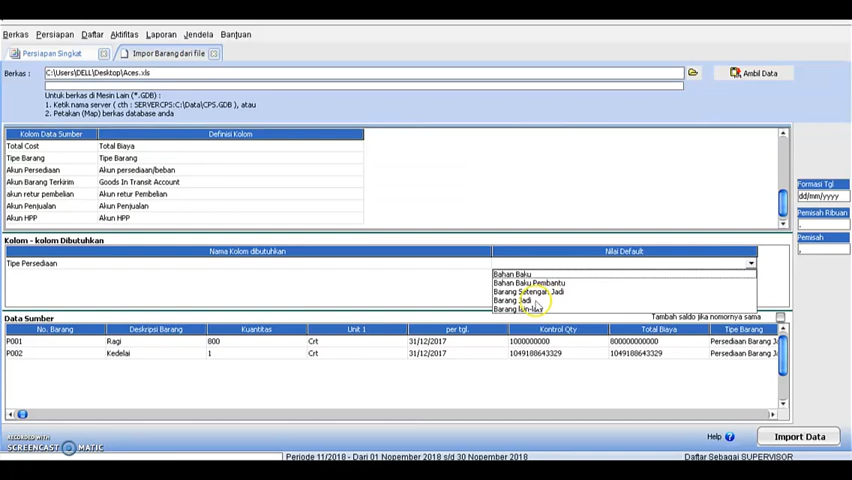 Berkas Persiapan Daftar Aktifitas Laporan Jendela Bantuan
Persiapan Singkat Impor Barang dari file
Berkas : C:\Users\DELL\Desktop\Aces.xls Ambil Data
Untuk berkas di Mesin Lain (*.GDB) :
1. Ketik nama server ( cth : SERVERCPS:C:\Data\CPS.GDB ), atau
2. Petakan (Map) berkas database anda
Kolom Data Sumber Definisi Kolom
Total Cost Total Biaya
Tipe Barang Tipe Barang
Akun Persediaan Akun persediaan/beban
Akun Barang Terkirim Goods In Transit Account
akun retur pembelian Akun retur Pembelian
Akun Penjualan Akun Penjualan
Akun HPP Akun HPP
Formasi Tgl
dd/mm/yyyy
Pemisah Ribuan
.
Pemisah
,
Kolom - kolom Dibutuhkan
Nama Kolom dibutuhkan Nilai Default
Tipe Persediaan
Bahan Baku
Bahan Baku Pembantu
Barang Setengah Jadi
Barang Jadi
Barang lain-lain
Data Sumber Tambah saldo jika nomornya sama
No. Barang Deskripsi Barang Kuantitas Unit 1 per tgl. Kontrol Qty Total Biaya Tipe Barang
P001 Ragi 800 Crt 31/12/2017 1000000000 800000000000 Persediaan Barang Ja
P002 Kedelai 1 Crt 31/12/2017 1049188643329 1049188643329 Persediaan Barang Ja
Help Import Data
RECORDED WITH
SCREENCAST MATIC
Periode 11/2018 - Dari 01 Nopember 2018 s/d 30 Nopember 2018 Daftar Sebagai SUPERVISOR